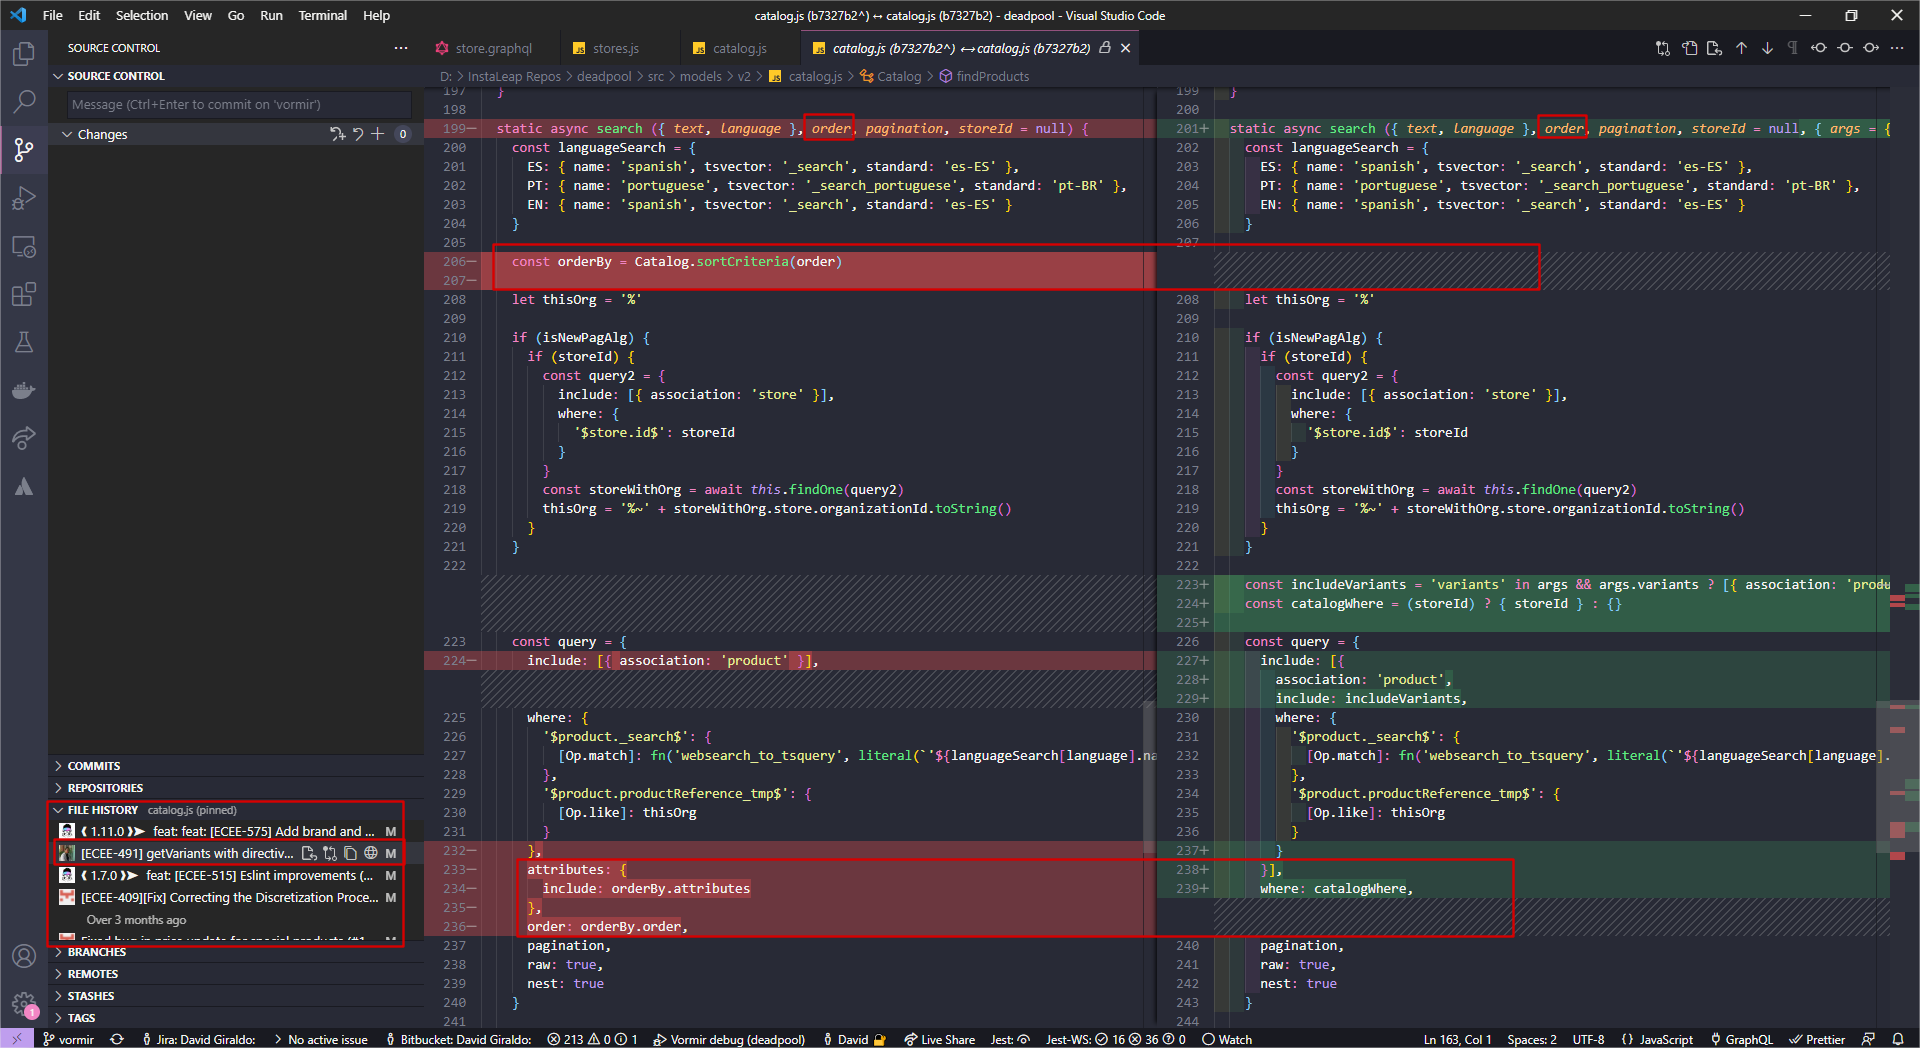 File Edit Selection View Go Run Terminal Help
catalog.js (b7327b2^) ↔ catalog.js (b7327b2) - deadpool - Visual Studio Code
SOURCE CONTROL
store.graphql
stores.js
catalog.js
catalog.js (b7327b2^) ↔ catalog.js (b7327b2)
SOURCE CONTROL
D: > InstaLeap Repos > deadpool > src > models > v2 > catalog.js > Catalog > findProducts
Message (Ctrl+Enter to commit on 'vormir')
Changes 0
197 }
198
199— static async search ({ text, language }, order, pagination, storeId = null) {
200 const languageSearch = {
201 ES: { name: 'spanish', tsvector: '_search', standard: 'es-ES' },
202 PT: { name: 'portuguese', tsvector: '_search_portuguese', standard: 'pt-BR' },
203 EN: { name: 'spanish', tsvector: '_search', standard: 'es-ES' }
204 }
205
206— const orderBy = Catalog.sortCriteria(order)
207—
208 let thisOrg = '%'
209
210 if (isNewPagAlg) {
211 if (storeId) {
212 const query2 = {
213 include: [{ association: 'store' }],
214 where: {
215 '$store.id$': storeId
216 }
217 }
218 const storeWithOrg = await this.findOne(query2)
219 thisOrg = '%~' + storeWithOrg.store.organizationId.toString()
220 }
221 }
222
223 const query = {
224— include: [{ association: 'product' }],
225 where: {
226 '$product._search$': {
227 [Op.match]: fn('websearch_to_tsquery', literal(`'${languageSearch[language].na
228 },
229 '$product.productReference_tmp$': {
230 [Op.like]: thisOrg
231 }
232— },
233— attributes: {
234— include: orderBy.attributes
235— },
236— order: orderBy.order,
237 pagination,
238 raw: true,
239 nest: true
240 }
241
199 }
200
201+ static async search ({ text, language }, order, pagination, storeId = null, { args = {
202 const languageSearch = {
203 ES: { name: 'spanish', tsvector: '_search', standard: 'es-ES' },
204 PT: { name: 'portuguese', tsvector: '_search_portuguese', standard: 'pt-BR' },
205 EN: { name: 'spanish', tsvector: '_search', standard: 'es-ES' }
206 }
207
208 let thisOrg = '%'
209
210 if (isNewPagAlg) {
211 if (storeId) {
212 const query2 = {
213 include: [{ association: 'store' }],
214 where: {
215 '$store.id$': storeId
216 }
217 }
218 const storeWithOrg = await this.findOne(query2)
219 thisOrg = '%~' + storeWithOrg.store.organizationId.toString()
220 }
221 }
222
223+ const includeVariants = 'variants' in args && args.variants ? [{ association: 'produ
224+ const catalogWhere = (storeId) ? { storeId } : {}
225+
226 const query = {
227+ include: [{
228+ association: 'product',
229+ include: includeVariants,
230 where: {
231 '$product._search$': {
232 [Op.match]: fn('websearch_to_tsquery', literal(`'${languageSearch[language].
233 },
234 '$product.productReference_tmp$': {
235 [Op.like]: thisOrg
236 }
237+ }
238+ }],
239+ where: catalogWhere,
240 pagination,
241 raw: true,
242 nest: true
243 }
244
COMMITS
REPOSITORIES
FILE HISTORY catalog.js (pinned)
❨ 1.11.0 ❩➤ feat: feat: [ECEE-575] Add brand and ... M
[ECEE-491] getVariants with directiv... M
❨ 1.7.0 ❩➤ feat: [ECEE-515] Eslint improvements (... M
[ECEE-409][Fix] Correcting the Discretization Proce... M
Over 3 months ago
Fixed bug in price update for special products (#1... M
BRANCHES
REMOTES
STASHES
TAGS
1
vormir Jira: David Giraldo: > No active issue Bitbucket: David Giraldo: 213 0 1 Vormir debug (deadpool) David Live Share Jest: Jest-WS: 16 36 0 Watch Ln 163, Col 1 Spaces: 2 UTF-8 {} JavaScript GraphQL Prettier